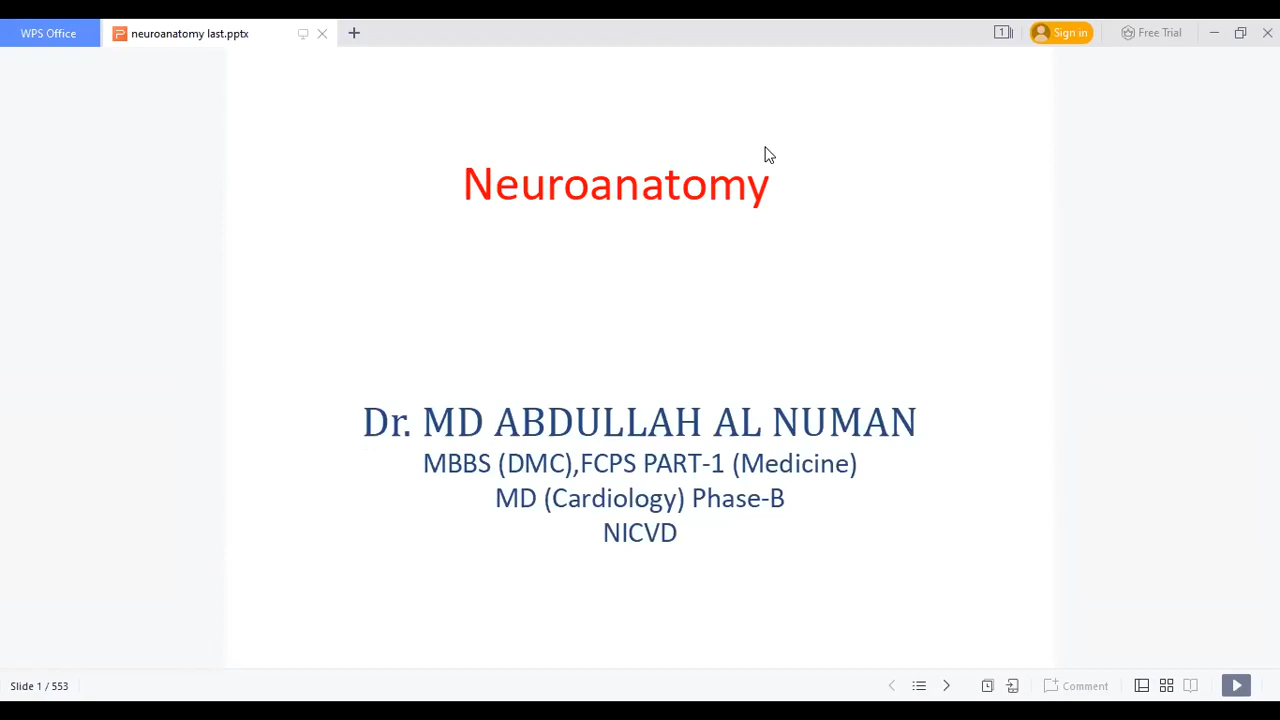 WPS Office
neuroanatomy last.pptx
1
Sign in
Free Trial
Neuroanatomy
Dr. MD ABDULLAH AL NUMAN
MBBS (DMC),FCPS PART-1 (Medicine)
MD (Cardiology) Phase-B
NICVD
Slide 1 / 553
Comment